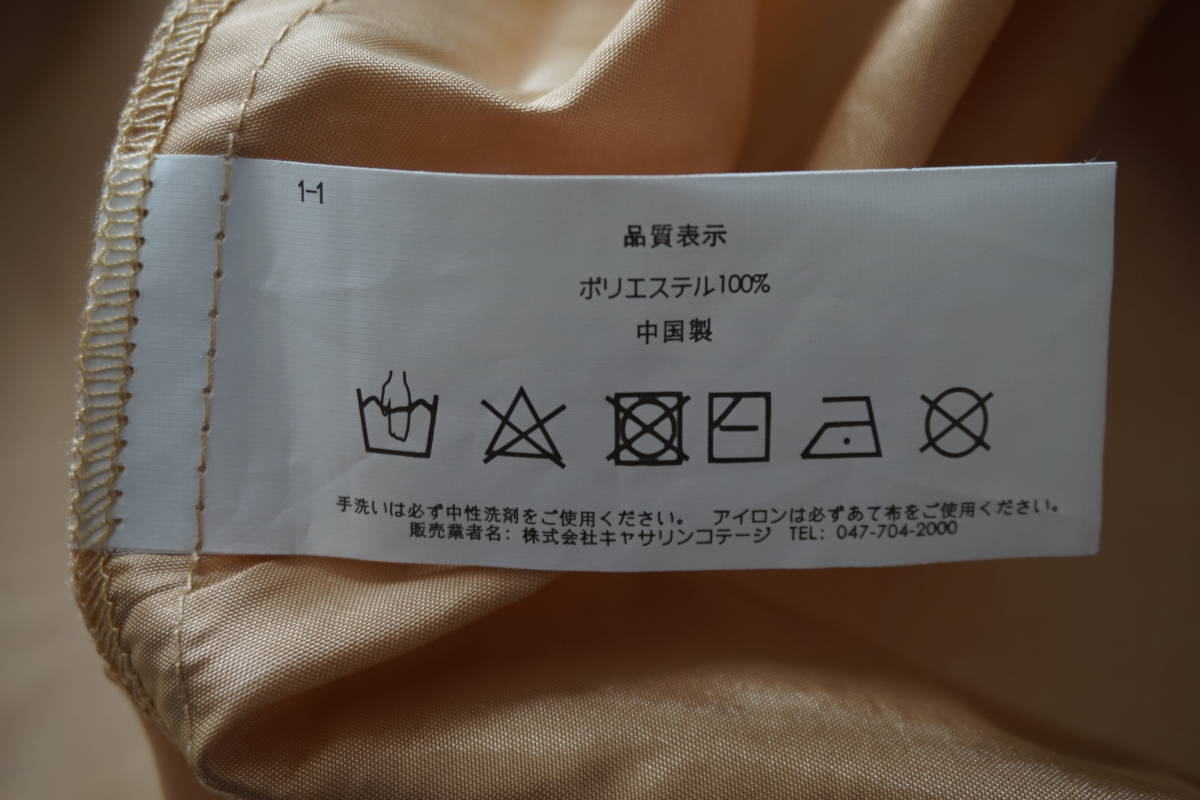 1-1
品質表示
ポリエステル100%
中国製
手洗いは必ず中性洗剤をご使用ください。 アイロンは必ずあて布をご使用ください。
販売業者名: 株式会社キャサリンコテージ TEL: 047-704-2000